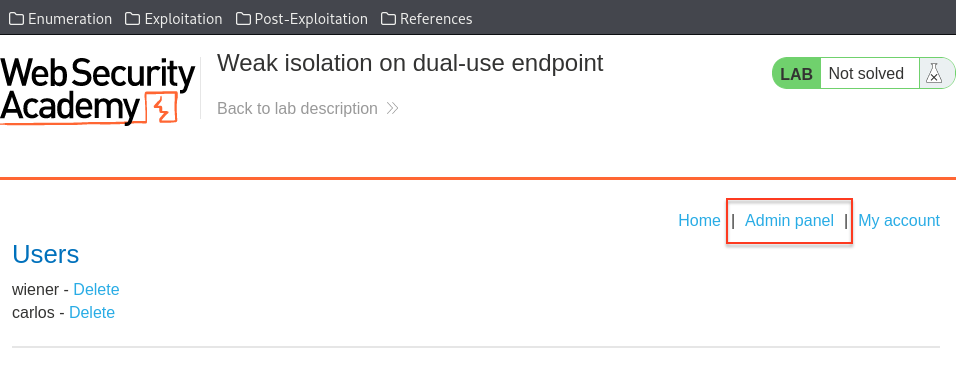 Enumeration Exploitation Post-Exploitation References
Web Security
Academy
Weak isolation on dual-use endpoint
Back to lab description
LAB Not solved
Home | Admin panel | My account
Users
wiener - Delete
carlos - Delete